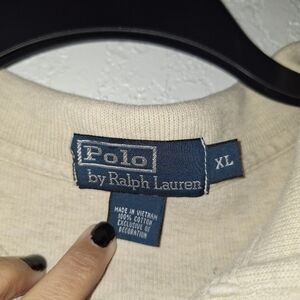 Polo
by Ralph Lauren
XL
MADE IN VIETNAM
100% COTTON
EXCLUSIVE OF
DECORATION